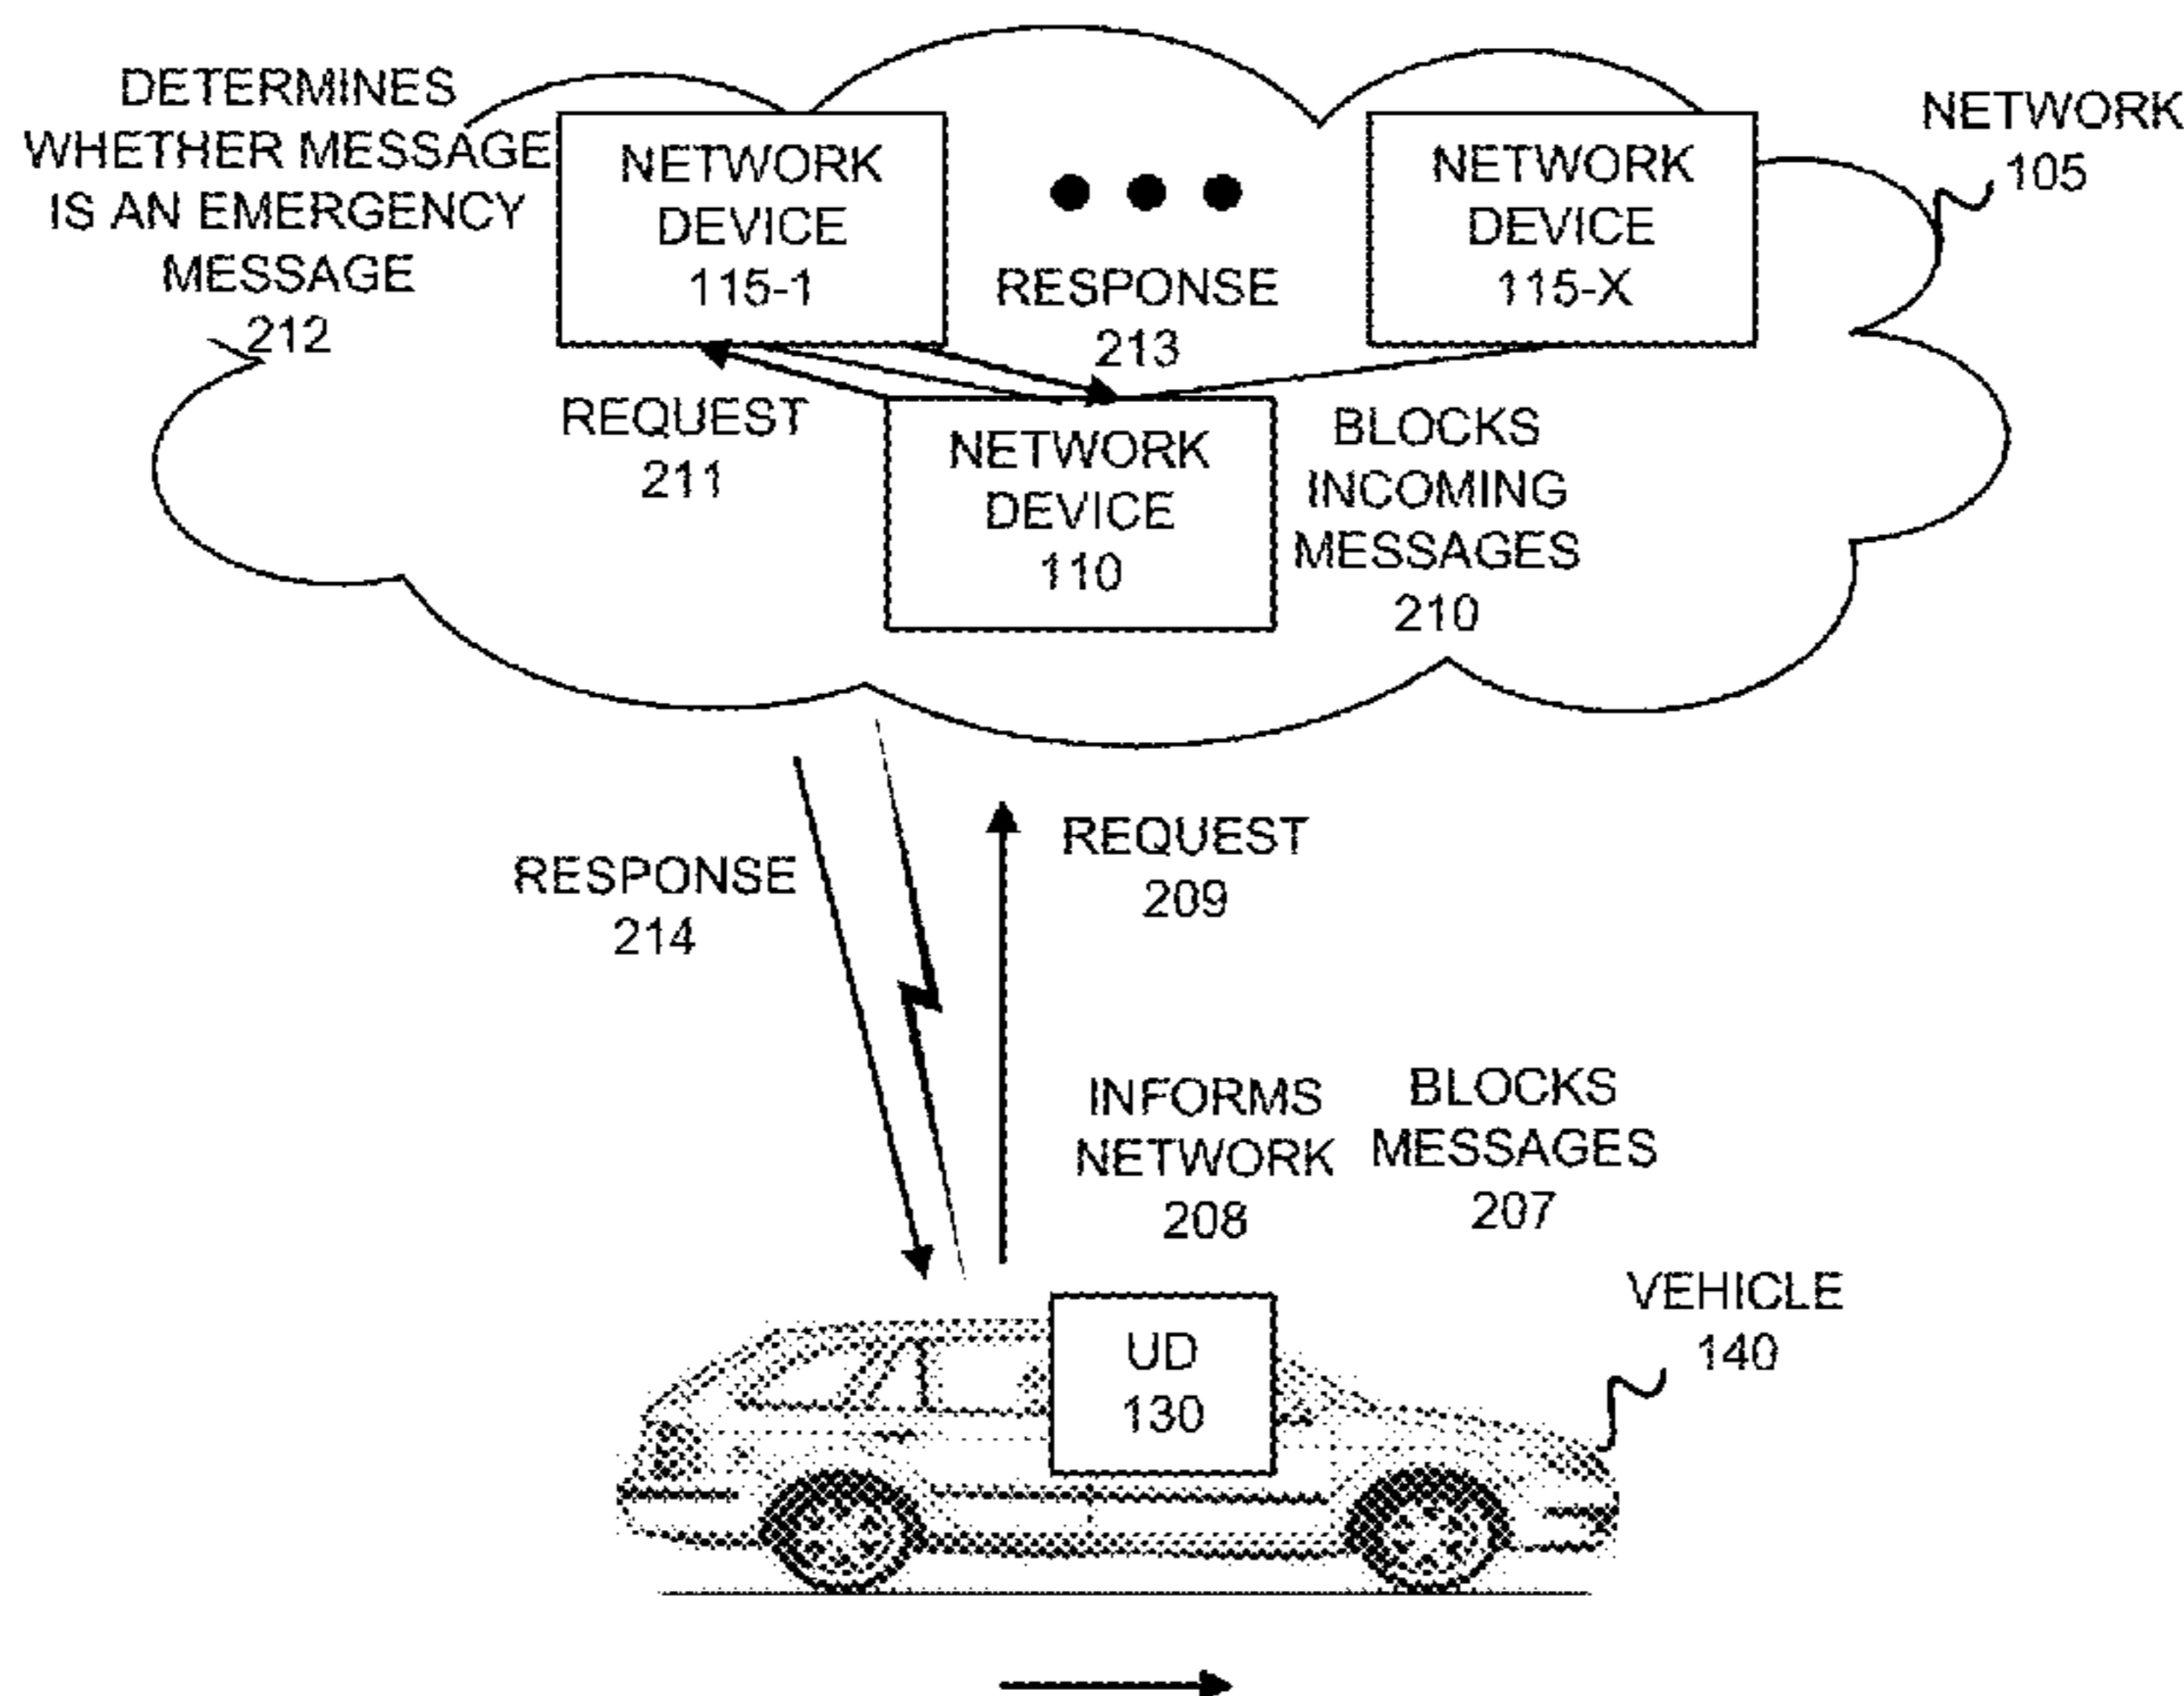 DETERMINES
WHETHER MESSAGE
IS AN EMERGENCY
MESSAGE
212
NETWORK
DEVICE
115-1
RESPONSE
213
NETWORK
DEVICE
115-X
NETWORK
105
REQUEST
211
NETWORK
DEVICE
110
BLOCKS
INCOMING
MESSAGES
210
RESPONSE
214
REQUEST
209
INFORMS
NETWORK
208
BLOCKS
MESSAGES
207
VEHICLE
140
UD
130